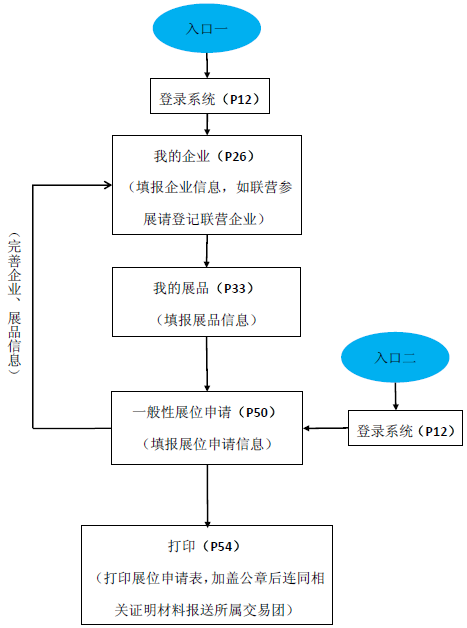 入口一
登录系统（P12）
我的企业（P26）
（填报企业信息，如联营参
展请登记联营企业）
（完善企业、展品信息）
我的展品（P33）
（填报展品信息）
入口二
一般性展位申请（P50）
（填报展位申请信息）
登录系统（P12）
打印（P54）
（打印展位申请表，加盖公章后连同相
关证明材料报送所属交易团）